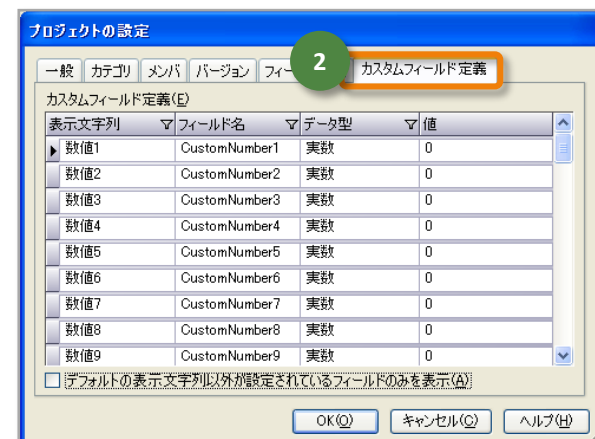 プロジェクトの設定
一般 カテゴリ メンバ バージョン フィー 2 カスタムフィールド定義
カスタムフィールド定義(E)
表示文字列 フィールド名 データ型 値
数値1 CustomNumber1 実数 0
数値2 CustomNumber2 実数 0
数値3 CustomNumber3 実数 0
数値4 CustomNumber4 実数 0
数値5 CustomNumber5 実数 0
数値6 CustomNumber6 実数 0
数値7 CustomNumber7 実数 0
数値8 CustomNumber8 実数 0
数値9 CustomNumber9 実数 0
デフォルトの表示文字列以外が設定されているフィールドのみを表示(A)
OK(O) キャンセル(C) ヘルプ(H)